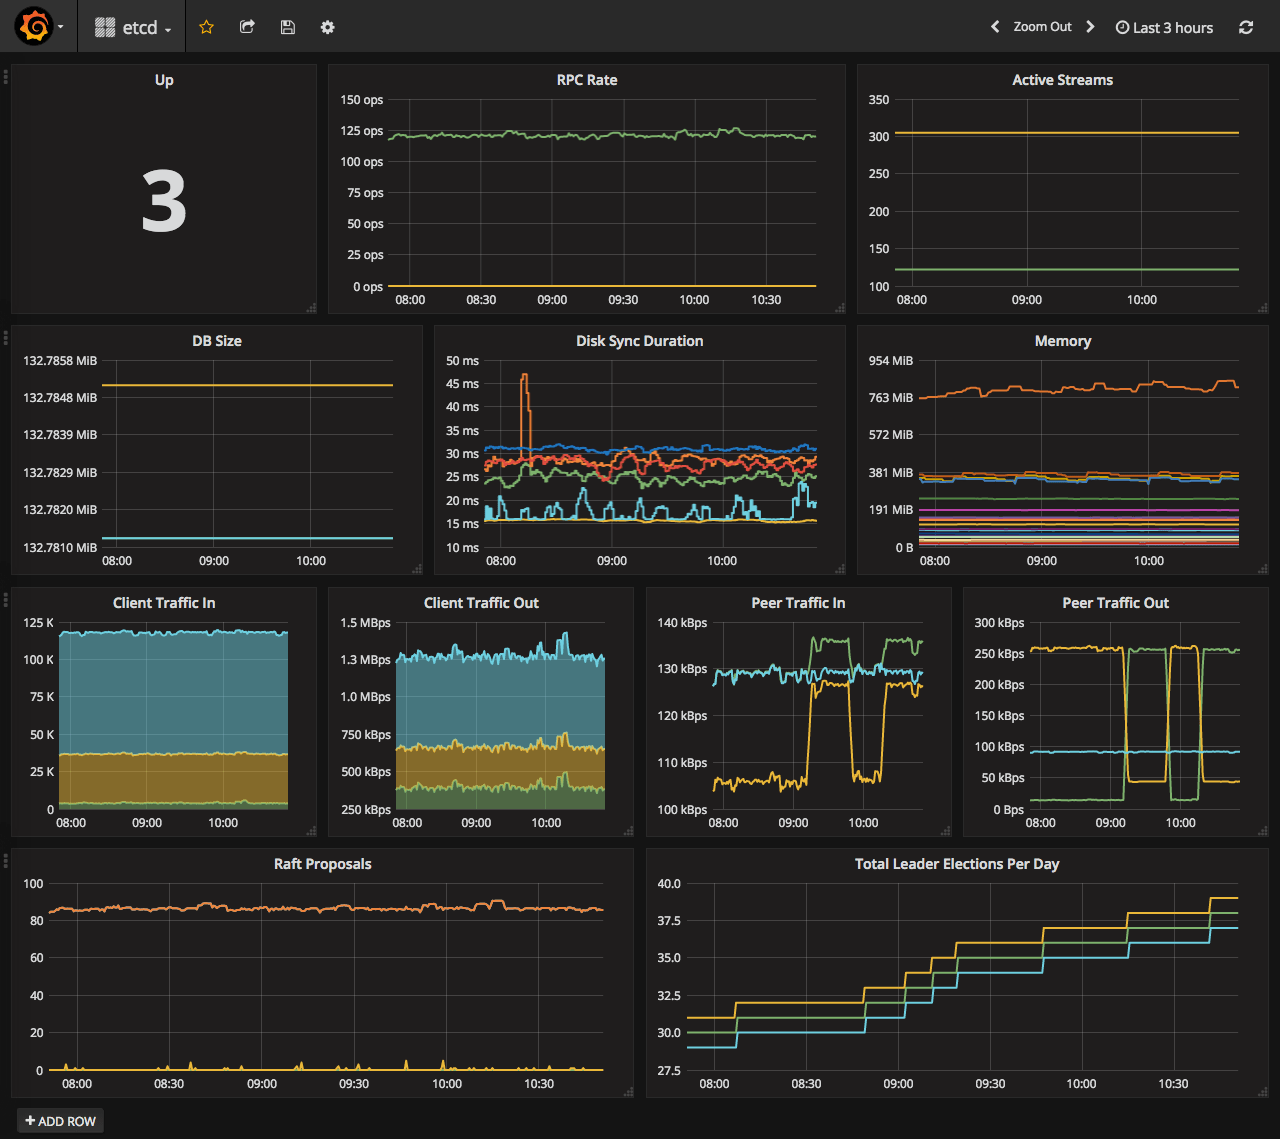 etcd
Zoom Out
Last 3 hours
Up
3
RPC Rate
150 ops
125 ops
100 ops
75 ops
50 ops
25 ops
0 ops
08:00 08:30 09:00 09:30 10:00 10:30
Active Streams
350
300
250
200
150
100
08:00 09:00 10:00
DB Size
132.7858 MiB
132.7848 MiB
132.7839 MiB
132.7829 MiB
132.7820 MiB
132.7810 MiB
08:00 09:00 10:00
Disk Sync Duration
50 ms
45 ms
40 ms
35 ms
30 ms
25 ms
20 ms
15 ms
10 ms
08:00 09:00 10:00
Memory
954 MiB
763 MiB
572 MiB
381 MiB
191 MiB
0 B
08:00 09:00 10:00
Client Traffic In
125 K
100 K
75 K
50 K
25 K
0
08:00 09:00 10:00
Client Traffic Out
1.5 MBps
1.3 MBps
1.0 MBps
750 kBps
500 kBps
250 kBps
08:00 09:00 10:00
Peer Traffic In
140 kBps
130 kBps
120 kBps
110 kBps
100 kBps
08:00 09:00 10:00
Peer Traffic Out
300 kBps
250 kBps
200 kBps
150 kBps
100 kBps
50 kBps
0 Bps
08:00 09:00 10:00
Raft Proposals
100
80
60
40
20
0
08:00 08:30 09:00 09:30 10:00 10:30
Total Leader Elections Per Day
40.0
37.5
35.0
32.5
30.0
27.5
08:00 08:30 09:00 09:30 10:00 10:30
+ ADD ROW